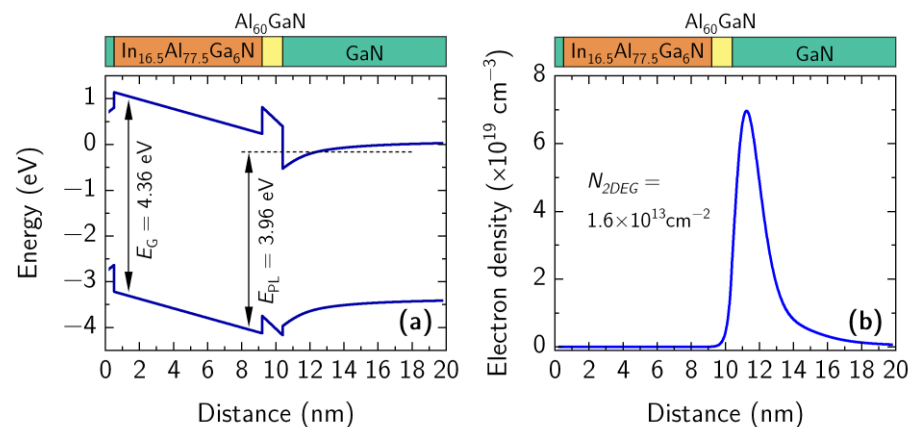 Al₆₀GaN
In₁₆.₅Al₇₇.₅Ga₆N
GaN
1
0
−1
−2
−3
−4
Energy (eV)
E_G = 4.36 eV
E_PL = 3.96 eV
(a)
0 2 4 6 8 10 12 14 16 18 20
Distance (nm)
Al₆₀GaN
In₁₆.₅Al₇₇.₅Ga₆N
GaN
8
6
4
2
0
Electron density (×10¹⁹ cm⁻³)
N_2DEG =
1.6×10¹³cm⁻²
(b)
0 2 4 6 8 10 12 14 16 18 20
Distance (nm)